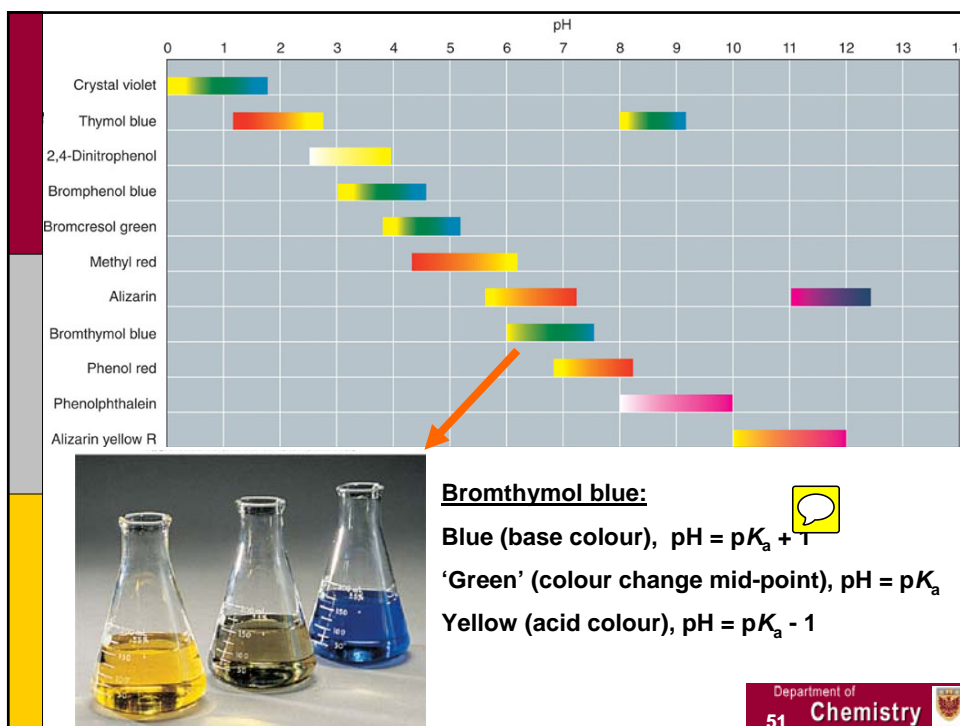 pH
0 1 2 3 4 5 6 7 8 9 10 11 12 13 14
Crystal violet
Thymol blue
2,4-Dinitrophenol
Bromphenol blue
Bromcresol green
Methyl red
Alizarin
Bromthymol blue
Phenol red
Phenolphthalein
Alizarin yellow R
Bromthymol blue:
Blue (base colour), pH = pKa + 1
‘Green’ (colour change mid-point), pH = pKa
Yellow (acid colour), pH = pKa - 1
Department of
51 Chemistry